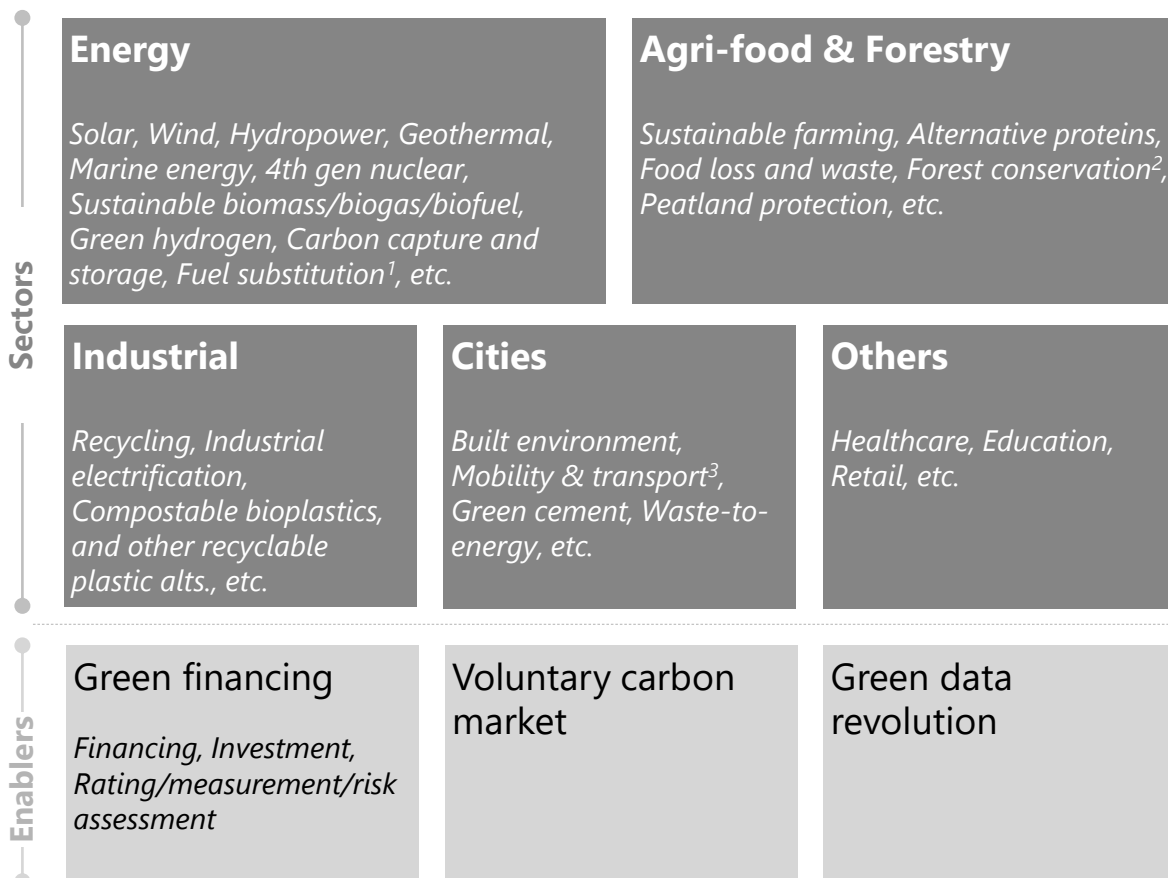 Sectors
Energy
Solar, Wind, Hydropower, Geothermal,
Marine energy, 4th gen nuclear,
Sustainable biomass/biogas/biofuel,
Green hydrogen, Carbon capture and
storage, Fuel substitution¹, etc.
Agri-food & Forestry
Sustainable farming, Alternative proteins,
Food loss and waste, Forest conservation²,
Peatland protection, etc.
Industrial
Recycling, Industrial
electrification,
Compostable bioplastics,
and other recyclable
plastic alts., etc.
Cities
Built environment,
Mobility & transport³,
Green cement, Waste-to-
energy, etc.
Others
Healthcare, Education,
Retail, etc.
Enablers
Green financing
Financing, Investment,
Rating/measurement/risk
assessment
Voluntary carbon
market
Green data
revolution